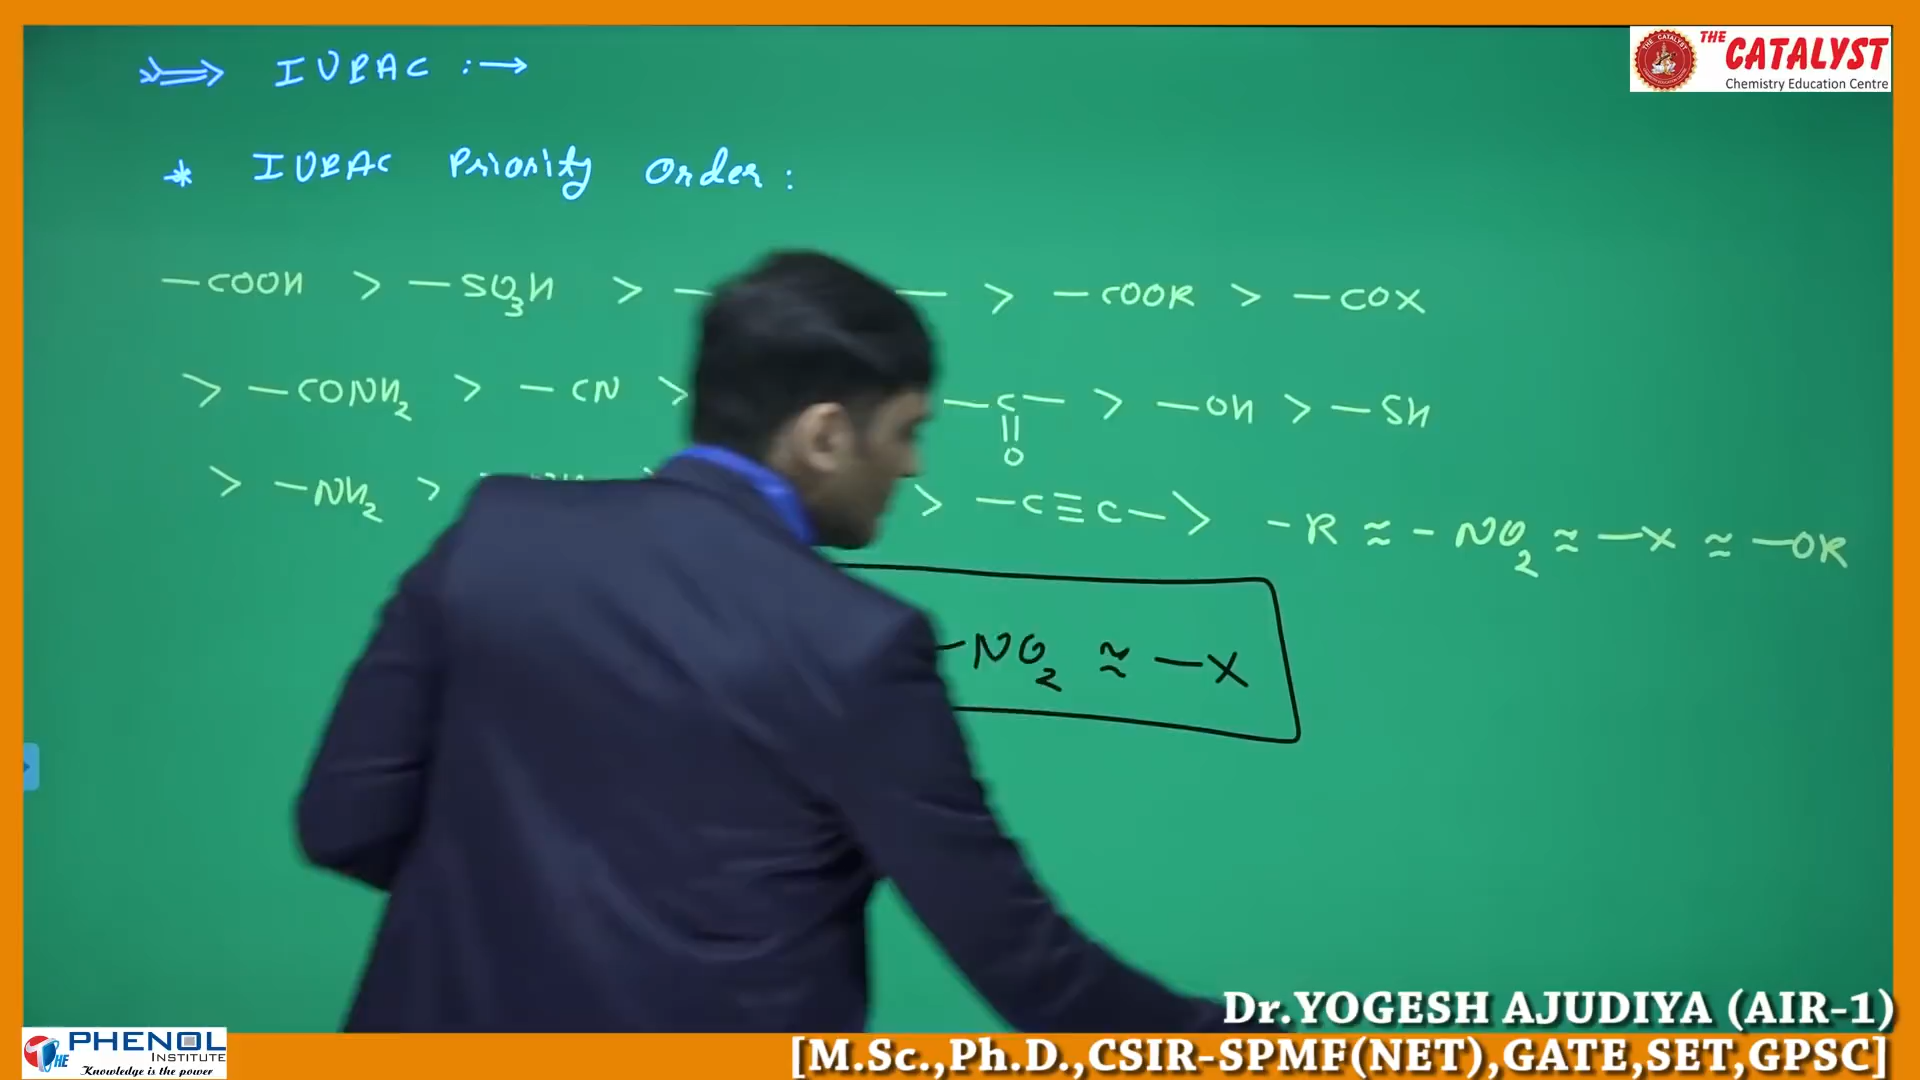 IUPAC :→
* IUPAC Priority Order :
THE CATALYST
Chemistry Education Centre
—COOH > —SO₃H > — — > —COOR > —COX
> —CONH₂ > —CN > —C— > —OH > —SH
||
O
> —NH₂ > > —C≡C— > -R ≈ -NO₂ ≈ —X ≈ —OR
—NO₂ ≈ —X
Dr.YOGESH AJUDIYA (AIR-1)
[M.Sc.,Ph.D.,CSIR-SPMF(NET),GATE,SET,GPSC]
THE PHENOL
INSTITUTE
Knowledge is the power